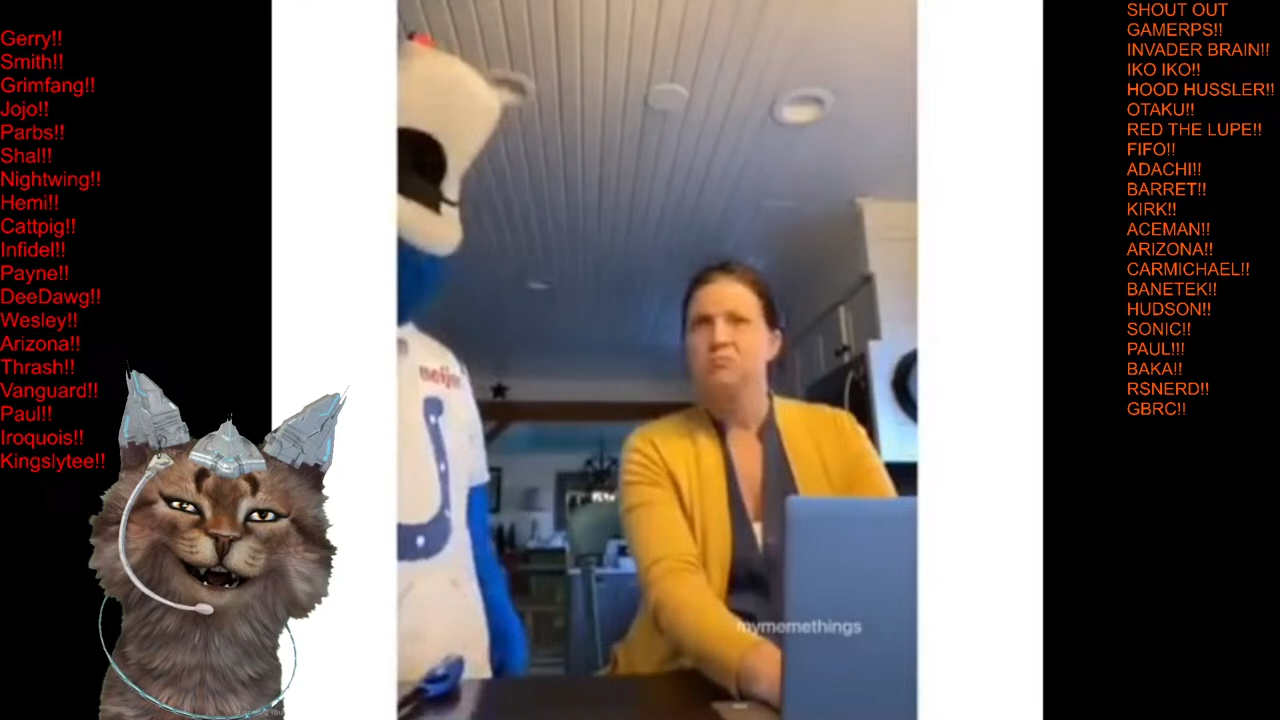 Gerry!!
Smith!!
Grimfang!!
Jojo!!
Parbs!!
Shal!!
Nightwing!!
Hemi!!
Cattpig!!
Infidel!!
Payne!!
DeeDawg!!
Wesley!!
Arizona!!
Thrash!!
Vanguard!!
Paul!!
Iroquois!!
Kingslytee!!
meijer
mymemethings
SHOUT OUT
GAMERPS!!
INVADER BRAIN!!
IKO IKO!!
HOOD HUSSLER!!
OTAKU!!
RED THE LUPE!!
FIFO!!
ADACHI!!
BARRET!!
KIRK!!
ACEMAN!!
ARIZONA!!
CARMICHAEL!!
BANETEK!!
HUDSON!!
SONIC!!
PAUL!!!
BAKA!!
RSNERD!!
GBRC!!